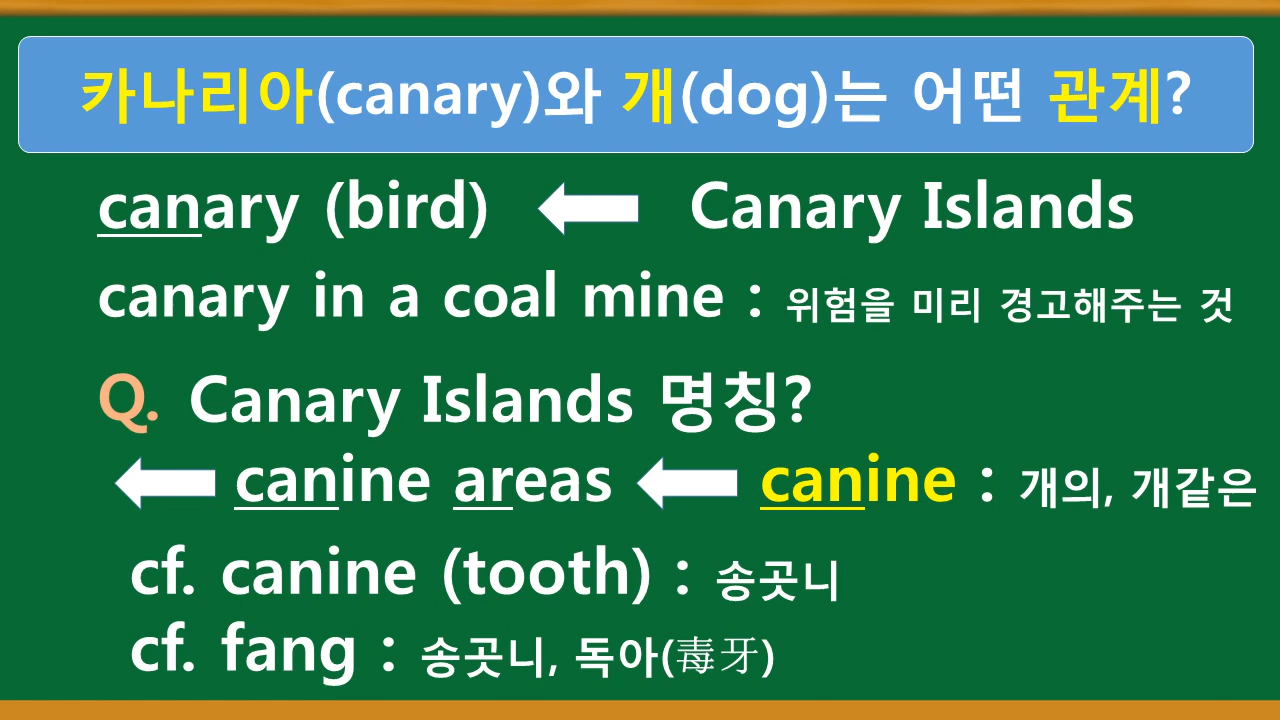 카나리아(canary)와 개(dog)는 어떤 관계?
canary (bird) Canary Islands
canary in a coal mine : 위험을 미리 경고해주는 것
Q. Canary Islands 명칭?
canine areas canine : 개의, 개같은
cf. canine (tooth) : 송곳니
cf. fang : 송곳니, 독아(毒牙)